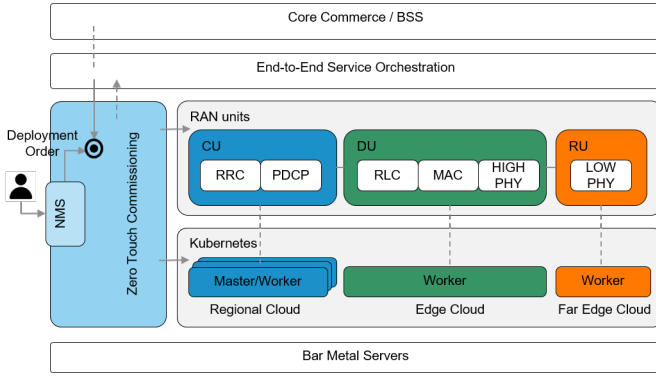 Core Commerce / BSS
End-to-End Service Orchestration
Deployment
Order
NMS
Zero Touch Commissioning
RAN units
CU
RRC
PDCP
DU
RLC
MAC
HIGH
PHY
RU
LOW
PHY
Kubernetes
Master/Worker
Worker
Worker
Regional Cloud
Edge Cloud
Far Edge Cloud
Bar Metal Servers